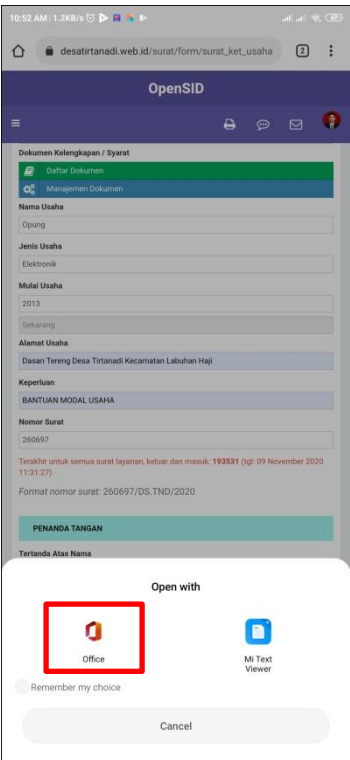 10:52 AM | 1.2KB/s
desatirtanadi.web.id/surat/form/surat_ket_usaha
2
OpenSID
Dokumen Kelengkapan / Syarat
Daftar Dokumen
Manajemen Dokumen
Nama Usaha
Opung
Jenis Usaha
Elektronik
Mulai Usaha
2013
Sekarang
Alamat Usaha
Dasan Tereng Desa Tirtanadi Kecamatan Labuhan Haji
Keperluan
BANTUAN MODAL USAHA
Nomor Surat
260697
Terakhir untuk semua surat layanan, keluar dan masuk: 193531 (tgl: 09 November 2020
11:31:27)
Format nomor surat: 260697/DS.TND/2020
PENANDA TANGAN
Tertanda Atas Nama
Open with
Office
Mi Text
Viewer
Remember my choice
Cancel